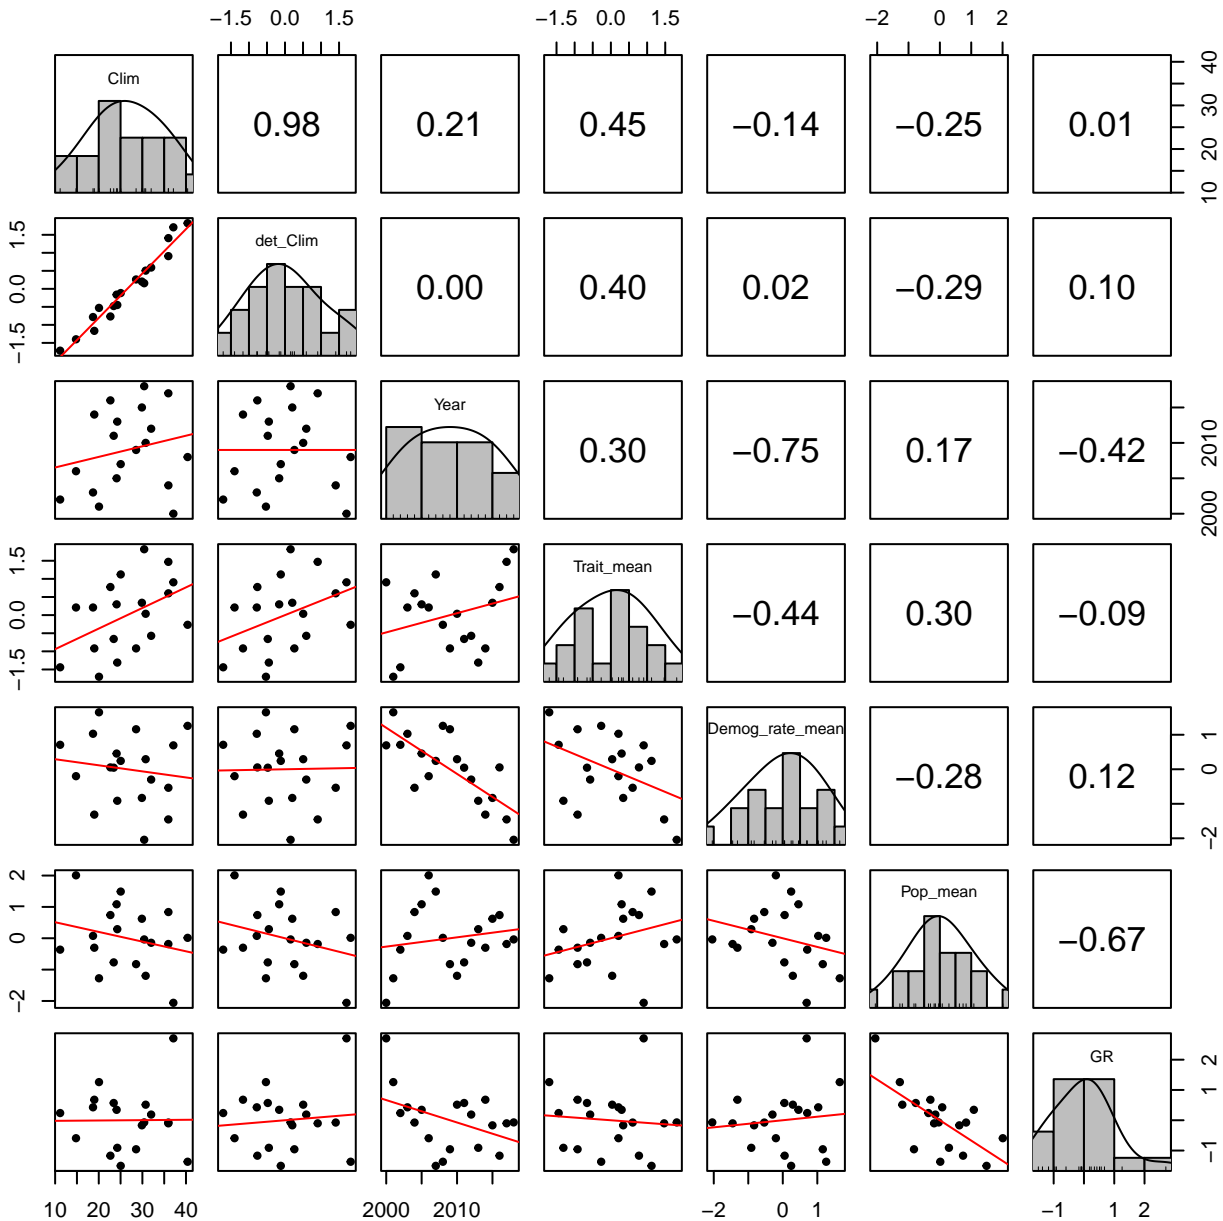 −1.5 0.0 1.5 −1.5 0.0 1.5 −2 0 2
Clim 0.98 0.21 0.45 −0.14 −0.25 0.01 10 20 30 40
−1.5 0.0 1.5 det_Clim 0.00 0.40 0.02 −0.29 0.10
Year 0.30 −0.75 0.17 −0.42 2000 2010
−1.5 0.0 1.5 Trait_mean −0.44 0.30 −0.09
Demog_rate_mean −0.28 0.12 −2 0 1
−2 0 1 2 Pop_mean −0.67
GR −1 1 2
10 20 30 40 2000 2010 −2 0 1 −1 1 2